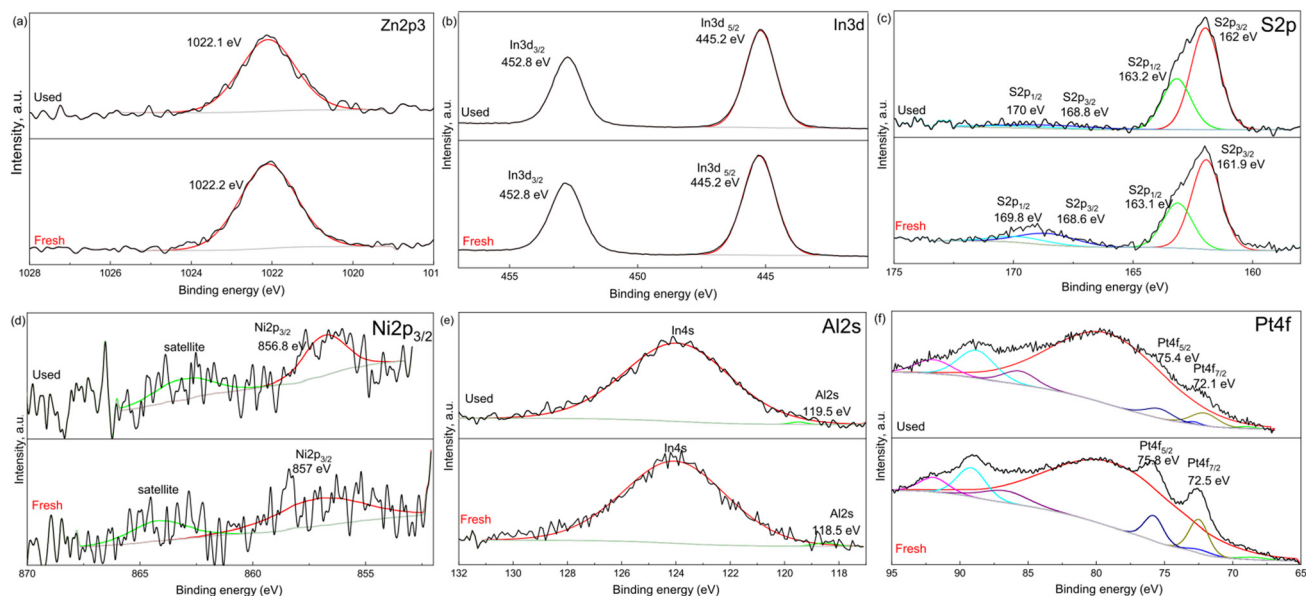 (a)
Zn2p3
1022.1 eV
Used
1022.2 eV
Fresh
Intensity, a.u.
1028 1026 1024 1022 1020 101
Binding energy (eV)
(b)
In3d
In3d3/2
452.8 eV
In3d 5/2
445.2 eV
Used
In3d3/2
452.8 eV
In3d 5/2
445.2 eV
Fresh
Intensity, a.u.
455 450 445
Binding energy (eV)
(c)
S2p
S2p3/2
162 eV
S2p1/2
163.2 eV
S2p1/2
170 eV
S2p3/2
168.8 eV
Used
S2p3/2
161.9 eV
S2p1/2
163.1 eV
S2p1/2
169.8 eV
S2p3/2
168.6 eV
Fresh
Intensity, a.u.
175 170 165 160
Binding energy (eV)
(d)
Ni2p3/2
Ni2p3/2
856.8 eV
satellite
Used
Ni2p3/2
857 eV
satellite
Fresh
Intensity, a.u.
870 865 860 855
Binding energy (eV)
(e)
Al2s
In4s
Al2s
119.5 eV
Used
In4s
Al2s
118.5 eV
Fresh
Intensity, a.u.
132 130 128 126 124 122 120 118
Binding energy (eV)
(f)
Pt4f
Pt4f5/2
75.4 eV
Pt4f7/2
72.1 eV
Used
Pt4f5/2
75.8 eV
Pt4f7/2
72.5 eV
Fresh
Intensity, a.u.
95 90 85 80 75 70 65
Binding energy (eV)